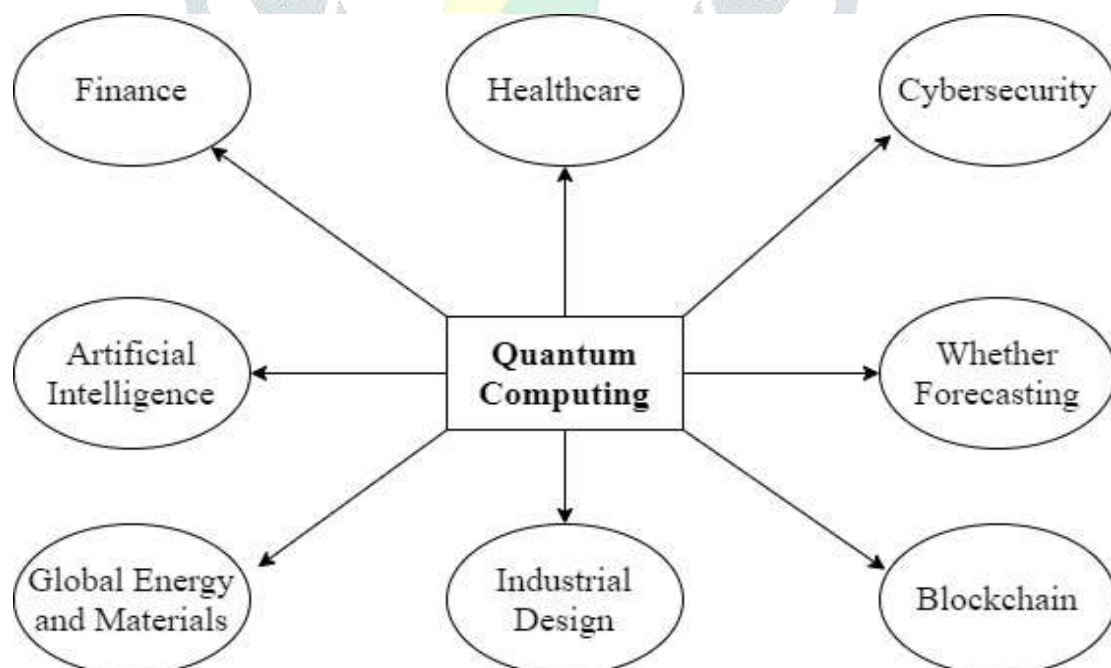 Finance
Healthcare
Cybersecurity
Artificial
Intelligence
Quantum
Computing
Whether
Forecasting
Global Energy
and Materials
Industrial
Design
Blockchain